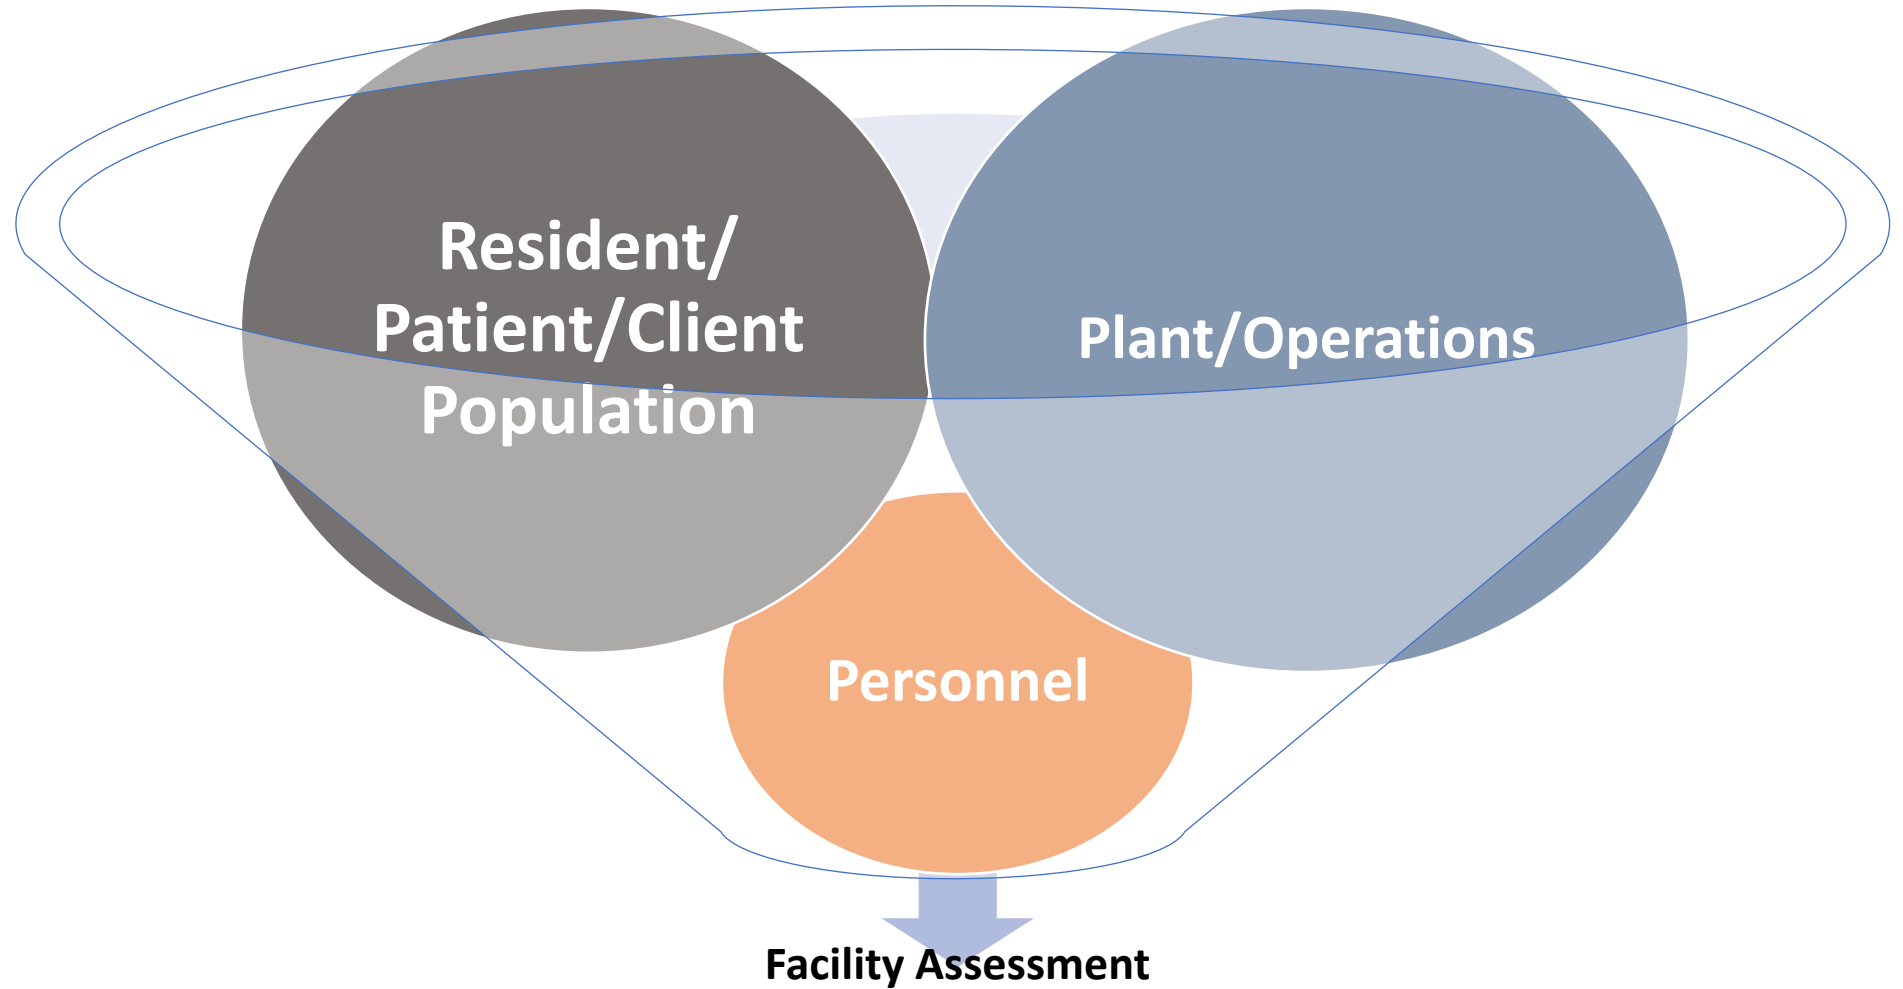 Resident/
Patient/Client
Population
Plant/Operations
Personnel
Facility Assessment